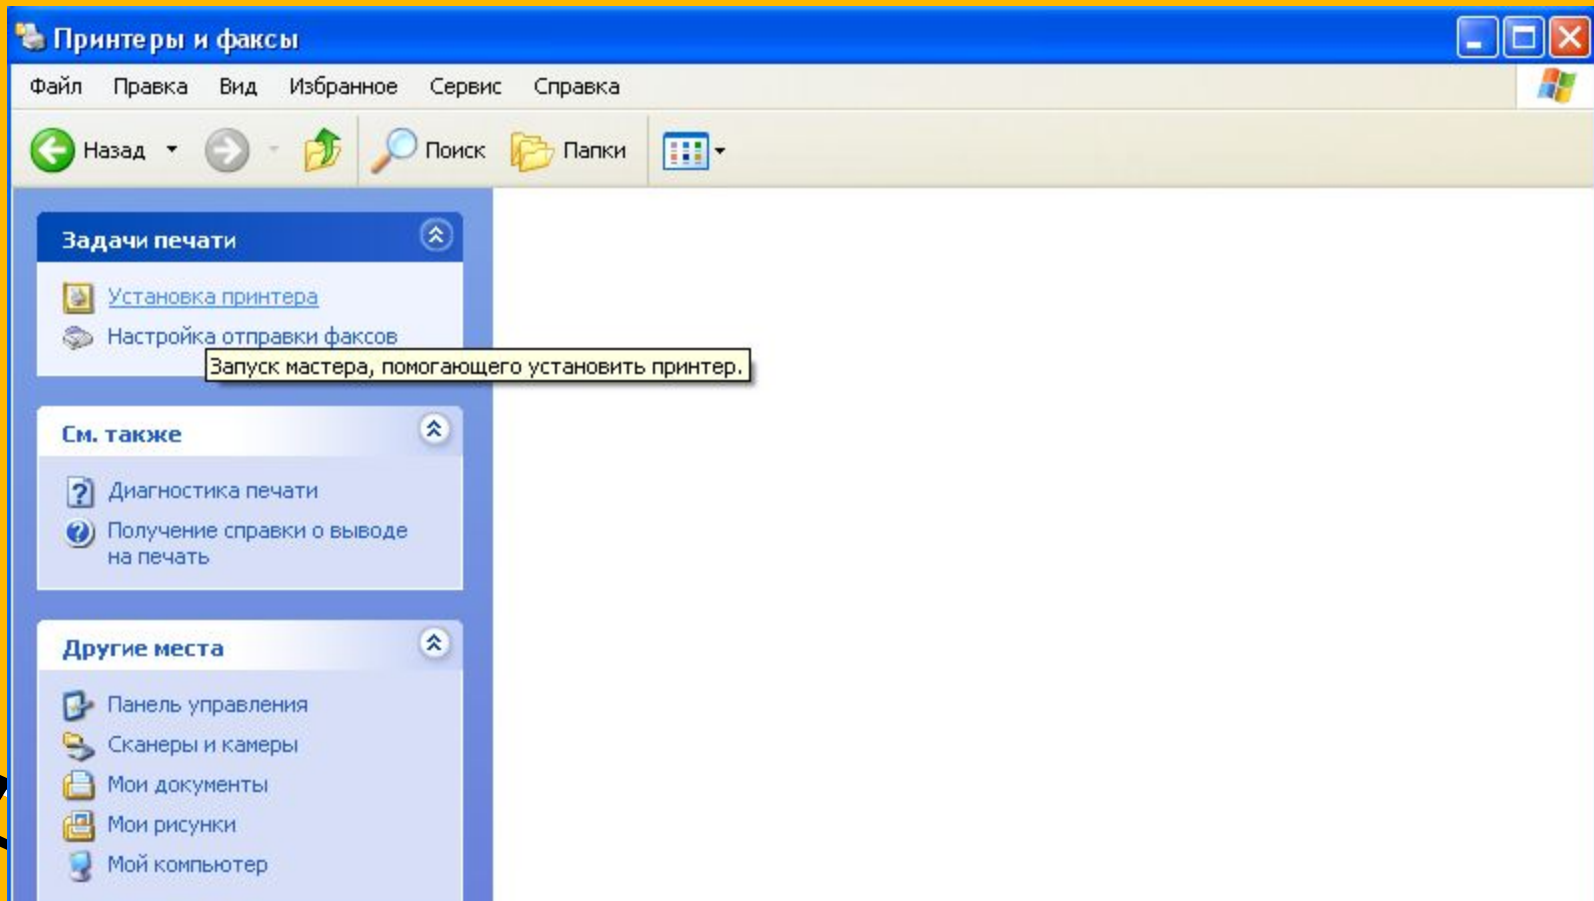 Принтеры и факсы
Файл Правка Вид Избранное Сервис Справка
Назад Поиск Папки
Задачи печати
Установка принтера
Настройка отправки факсов
Запуск мастера, помогающего установить принтер.
См. также
Диагностика печати
Получение справки о выводе
на печать
Другие места
Панель управления
Сканеры и камеры
Мои документы
Мои рисунки
Мой компьютер